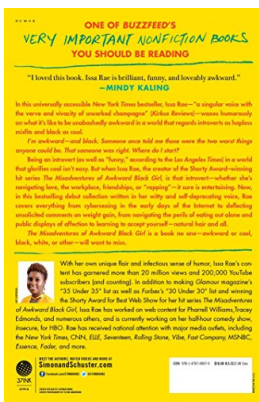 HUMOR
ONE OF BUZZFEED'S
VERY IMPORTANT NONFICTION BOOKS
YOU SHOULD BE READING
"I loved this book. Issa Rae is brilliant, funny, and loveably awkward."
—MINDY KALING
In this universally accessible New York Times bestseller, Issa Rae—"a singular voice with
the verve and vivacity of uncorked champagne" (Kirkus Reviews)—waxes humorously
on what it's like to be unabashedly awkward in a world that regards introverts as hapless
misfits and black as cool.
I'm awkward—and black. Someone once told me those were the two worst things
anyone could be. That someone was right. Where do I start?
Being an introvert (as well as "funny," according to the Los Angeles Times) in a world
that glorifies cool isn't easy. But when Issa Rae, the creator of the Shorty Award-winning
hit series The Misadventures of Awkward Black Girl, is that introvert—whether she's
navigating love, the workplace, friendships, or "rapping"—it sure is entertaining. Now,
in this bestselling debut collection written in her witty and self-deprecating voice, Rae
covers everything from cybersexing in the early days of the Internet to deflecting
unsolicited comments on weight gain, from navigating the perils of eating out alone and
public displays of affection to learning to accept yourself—natural hair and all.
The Misadventures of Awkward Black Girl is a book no one—awkward or cool,
black, white, or other—will want to miss.
With her own unique flair and infectious sense of humor, Issa Rae's con
tent has garnered more than 20 million views and 200,000 YouTube
subscribers (and counting). In addition to making Glamour magazine's
"35 Under 35" list as well as Forbes's "30 Under 30" list and winning
the Shorty Award for Best Web Show for her hit series The Misadventures
of Awkward Black Girl, Issa Rae has worked on web content for Pharrell Williams, Tracey
Edmonds, and numerous others, and is currently working on her half-hour comedy show,
Insecure, for HBO. Rae has received national attention with major media outlets, including
the New York Times, CNN, ELLE, Seventeen, Rolling Stone, Vibe, Fast Company, MSNBC,
Essence, Fader, and more.
MEET THE AUTHORS, WATCH VIDEOS AND MORE AT
SimonandSchuster.com
37INK